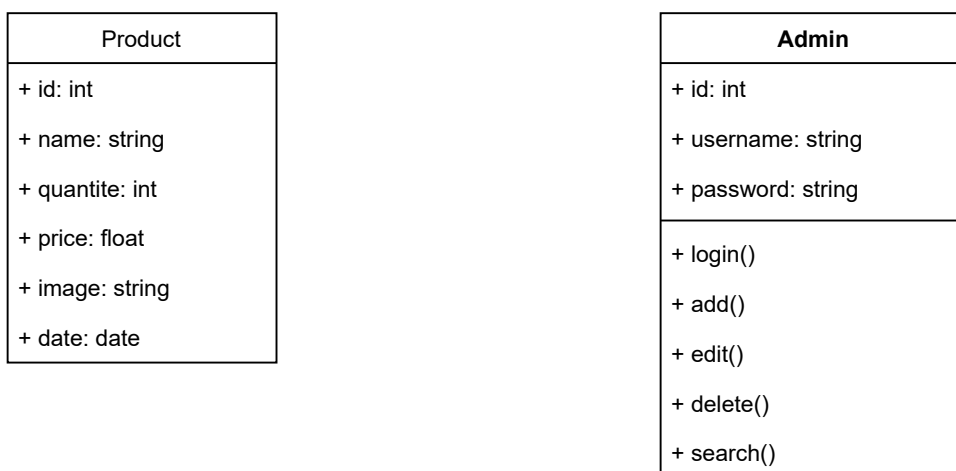 Product
+ id: int
+ name: string
+ quantite: int
+ price: float
+ image: string
+ date: date
Admin
+ id: int
+ username: string
+ password: string
+ login()
+ add()
+ edit()
+ delete()
+ search()